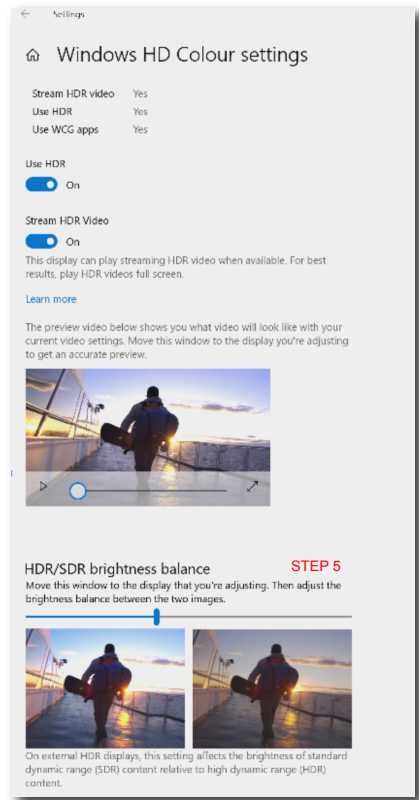 Settings
Windows HD Colour settings
Stream HDR video Yes
Use HDR Yes
Use WCG apps Yes
Use HDR
On
Stream HDR Video
On
This display can play streaming HDR video when available. For best
results, play HDR videos full screen.
Learn more
The preview video below shows you what video will look like with your
current video settings. Move this window to the display you're adjusting
to get an accurate preview.
HDR/SDR brightness balance STEP 5
Move this window to the display that you're adjusting. Then adjust the
brightness balance between the two images.
On external HDR displays, this setting affects the brightness of standard
dynamic range (SDR) content relative to high dynamic range (HDR)
content.